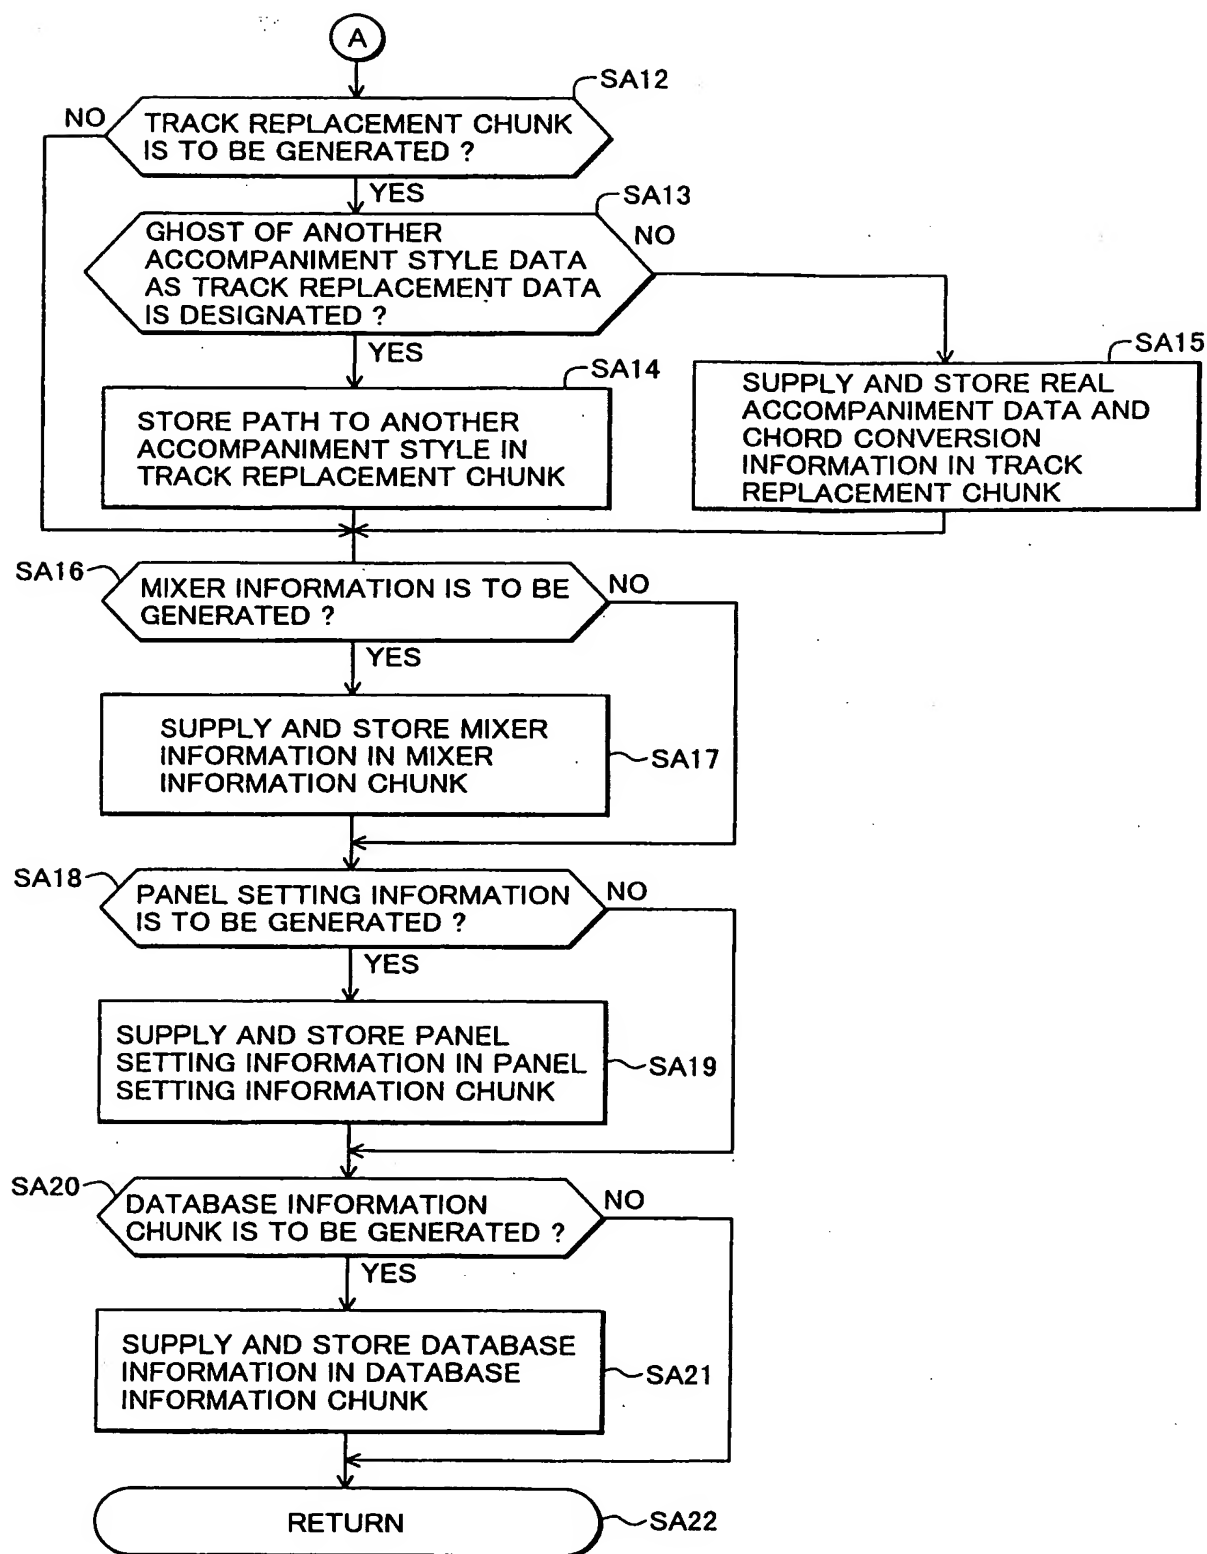 A
SA12
NO
TRACK REPLACEMENT CHUNK
IS TO BE GENERATED ?
YES
SA13
GHOST OF ANOTHER
ACCOMPANIMENT STYLE DATA
AS TRACK REPLACEMENT DATA
IS DESIGNATED ?
NO
YES
SA14
STORE PATH TO ANOTHER
ACCOMPANIMENT STYLE IN
TRACK REPLACEMENT CHUNK
SA15
SUPPLY AND STORE REAL
ACCOMPANIMENT DATA AND
CHORD CONVERSION
INFORMATION IN TRACK
REPLACEMENT CHUNK
SA16
MIXER INFORMATION IS TO BE
GENERATED ?
NO
YES
SUPPLY AND STORE MIXER
INFORMATION IN MIXER
INFORMATION CHUNK
SA17
SA18
PANEL SETTING INFORMATION
IS TO BE GENERATED ?
NO
YES
SUPPLY AND STORE PANEL
SETTING INFORMATION IN PANEL
SETTING INFORMATION CHUNK
SA19
SA20
DATABASE INFORMATION
CHUNK IS TO BE GENERATED ?
NO
YES
SUPPLY AND STORE DATABASE
INFORMATION IN DATABASE
INFORMATION CHUNK
SA21
RETURN
SA22